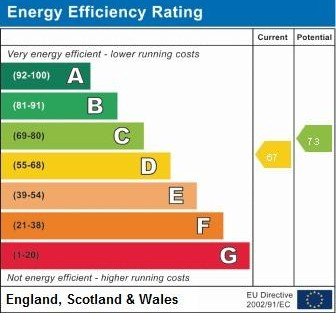 Energy Efficiency Rating
Current Potential
Very energy efficient - lower running costs
(92-100) A
(81-91) B
(69-80) C
73
(55-68) D
67
(39-54) E
(21-38) F
(1-20) G
Not energy efficient - higher running costs
England, Scotland & Wales
EU Directive
2002/91/EC